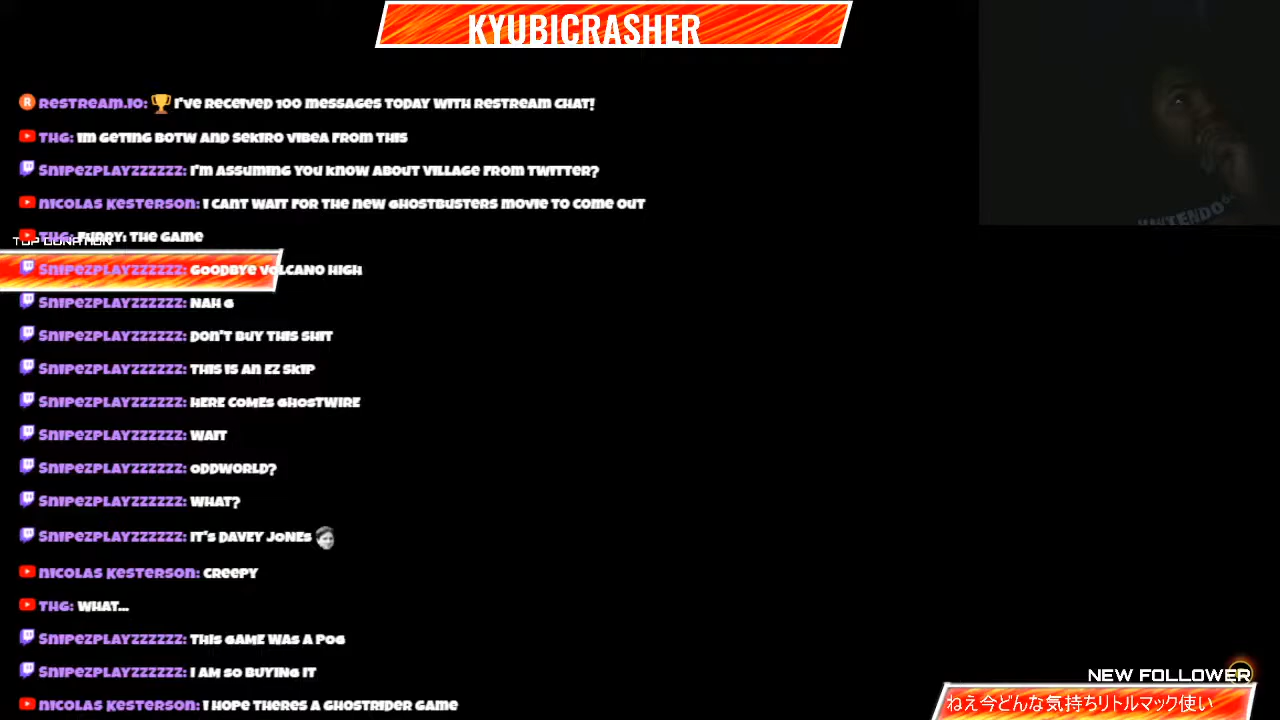 KYUBICRASHER
Restream.io: I've received 100 messages today with Restream Chat!
THG: Im geting botw and sekiro vibea from this
SnipezPlayzzzzzz: I'm assuming you know about Village from Twitter?
Nicolas Kesterson: I cant wait for the new ghostbusters movie to come out
TOP DONATION
THG: Furry: the game
SnipezPlayzzzzzz: Goodbye Volcano High
SnipezPlayzzzzzz: Nah g
SnipezPlayzzzzzz: Don't buy this shit
SnipezPlayzzzzzz: This is an ez skip
SnipezPlayzzzzzz: Here comes Ghostwire
SnipezPlayzzzzzz: Wait
SnipezPlayzzzzzz: Oddworld?
SnipezPlayzzzzzz: What?
SnipezPlayzzzzzz: It's Davey Jones
Nicolas Kesterson: Creepy
THG: What...
SnipezPlayzzzzzz: This game was a pog
SnipezPlayzzzzzz: I am so buying it
Nicolas Kesterson: I hope theres a ghostrider game
NINTENDO
NEW FOLLOWER
ねえ今どんな気持ちリトルマック使い